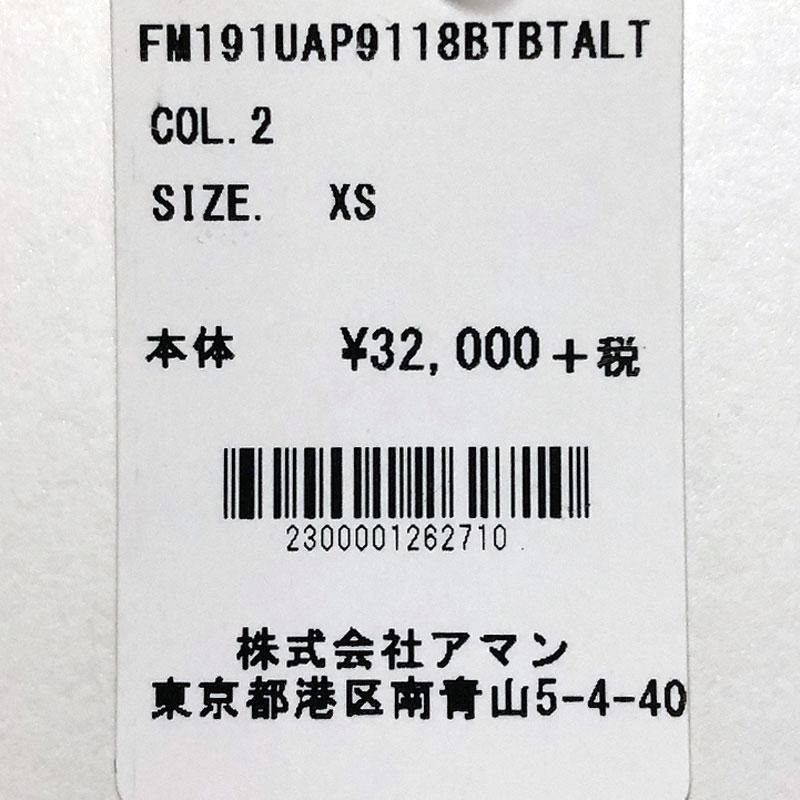 FM191UAP9118BTBTALT
COL.2
SIZE. XS
本体 ¥32,000+税
2300001262710
株式会社アマン
東京都港区南青山5-4-40